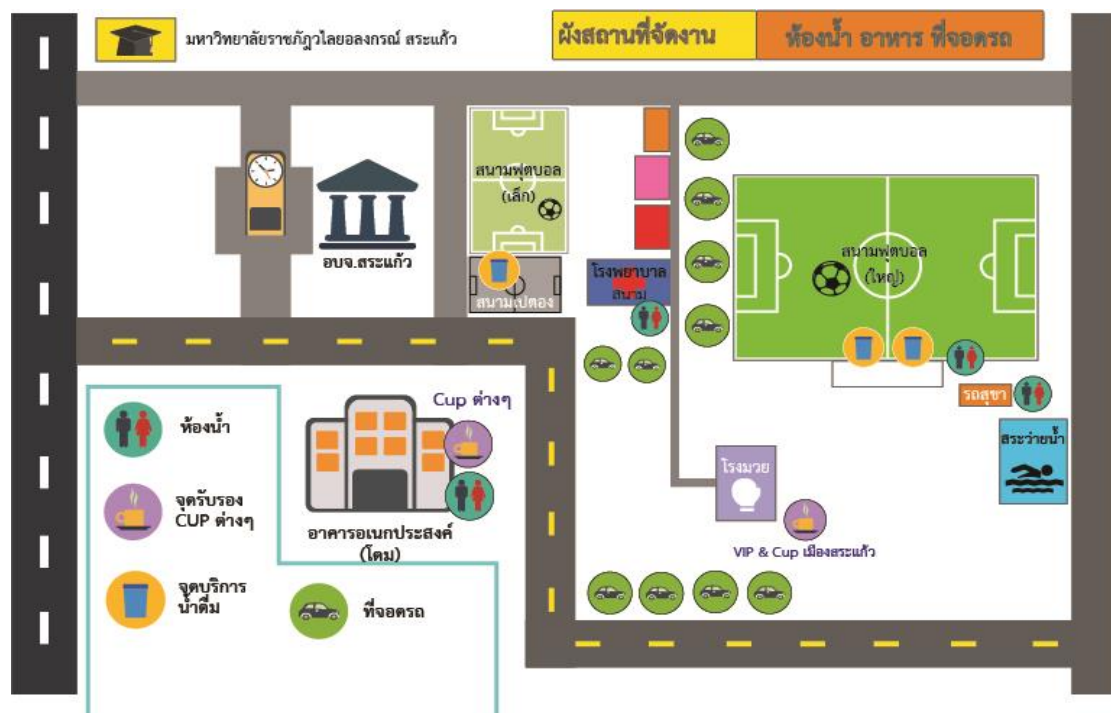 มหาวิทยาลัยราชภัฏวไลยอลงกรณ์ สระแก้ว
ผังสถานที่จัดงาน
ห้องน้ำ อาหาร ที่จอดรถ
สนามฟุตบอล
(เล็ก)
อบจ.สระแก้ว
สนามเปตอง
โรงพยาบาล
สนาม
สนามฟุตบอล
(ใหญ่)
รถสุขา
สระว่ายน้ำ
Cup ต่างๆ
ห้องน้ำ
จุดรับรอง
CUP ต่างๆ
จุดบริการ
น้ำดื่ม
อาคารอเนกประสงค์
(โดม)
ที่จอดรถ
โรงมวย
VIP & Cup เมืองสระแก้ว